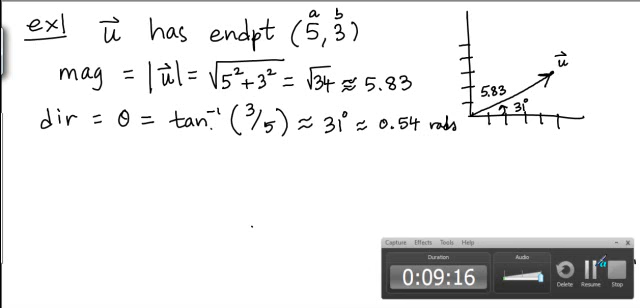 ex1 u⃗ has endpt (5, 3)
a b
mag = |u⃗| = √5²+3² = √34 ≈ 5.83
dir = θ = tan⁻¹ (3/5) ≈ 31° ≈ 0.54 rads
u⃗
5.83
31°
Capture Effects Tools Help
Duration
0:09:16
Audio
Delete Resume Stop